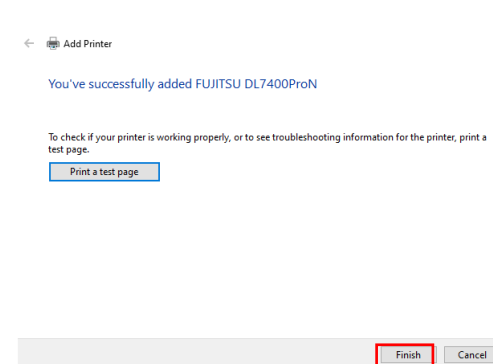 Add Printer
You've successfully added FUJITSU DL7400ProN
To check if your printer is working properly, or to see troubleshooting information for the printer, print a
test page.
Print a test page
Finish
Cancel